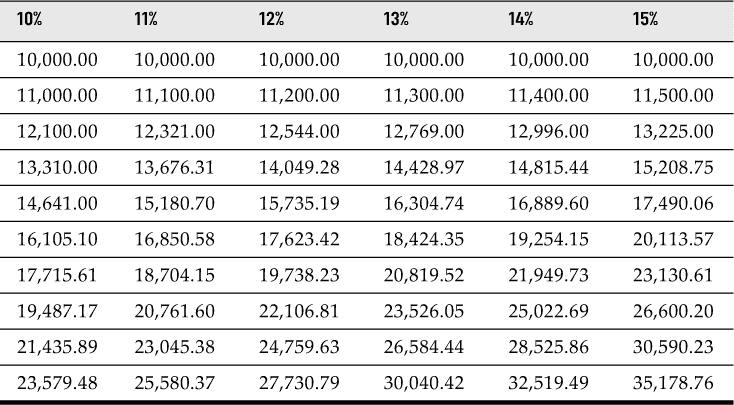 10% 11% 12% 13% 14% 15%
10,000.00 10,000.00 10,000.00 10,000.00 10,000.00 10,000.00
11,000.00 11,100.00 11,200.00 11,300.00 11,400.00 11,500.00
12,100.00 12,321.00 12,544.00 12,769.00 12,996.00 13,225.00
13,310.00 13,676.31 14,049.28 14,428.97 14,815.44 15,208.75
14,641.00 15,180.70 15,735.19 16,304.74 16,889.60 17,490.06
16,105.10 16,850.58 17,623.42 18,424.35 19,254.15 20,113.57
17,715.61 18,704.15 19,738.23 20,819.52 21,949.73 23,130.61
19,487.17 20,761.60 22,106.81 23,526.05 25,022.69 26,600.20
21,435.89 23,045.38 24,759.63 26,584.44 28,525.86 30,590.23
23,579.48 25,580.37 27,730.79 30,040.42 32,519.49 35,178.76